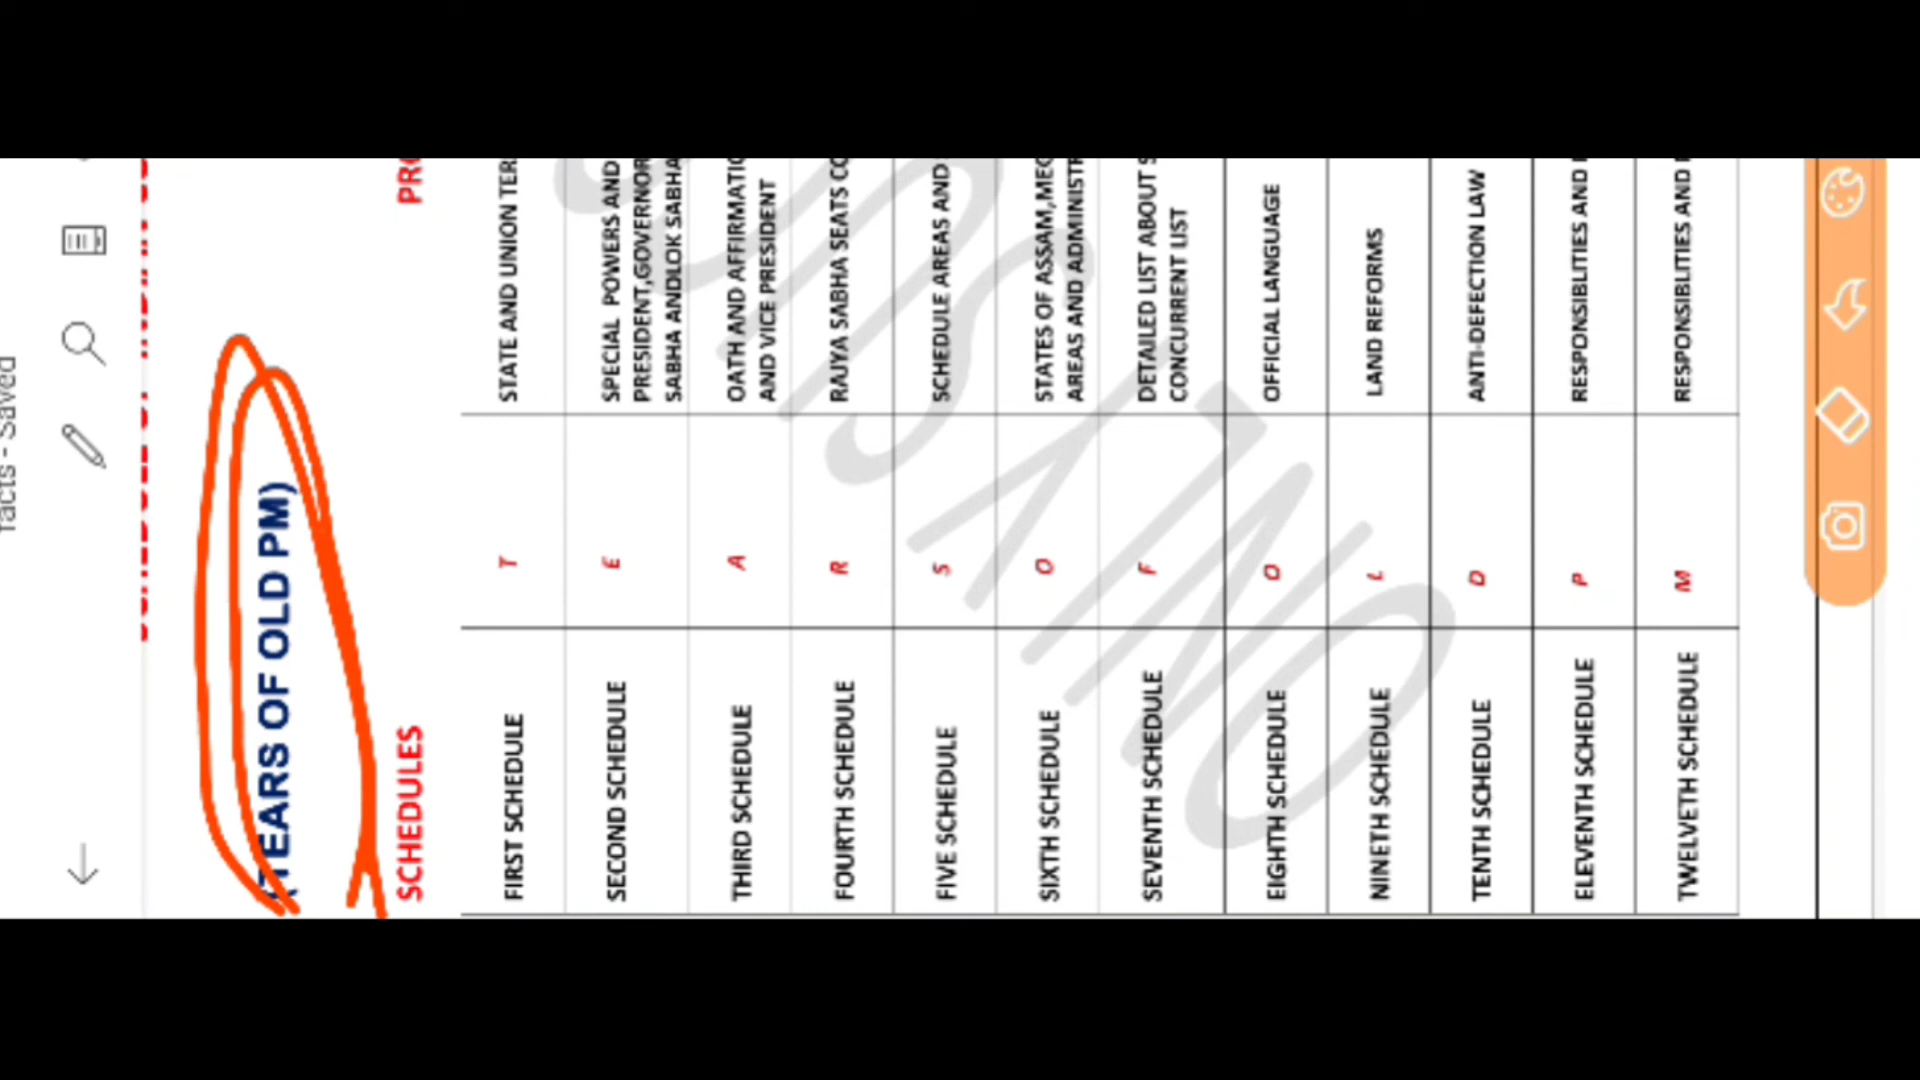 facts - Saved
(TEARS OF OLD PM)
SCHEDULES PRO
FIRST SCHEDULE T STATE AND UNION TER
SECOND SCHEDULE E SPECIAL POWERS AND
PRESIDENT,GOVERNOR
SABHA ANDLOK SABHA
THIRD SCHEDULE A OATH AND AFFIRMATIO
AND VICE PRESIDENT
FOURTH SCHEDULE R RAJYA SABHA SEATS CO
FIVE SCHEDULE S SCHEDULE AREAS AND
SIXTH SCHEDULE O STATES OF ASSAM,MEG
AREAS AND ADMINISTR
SEVENTH SCHEDULE F DETAILED LIST ABOUT S
CONCURRENT LIST
EIGHTH SCHEDULE O OFFICIAL LANGUAGE
NINETH SCHEDULE L LAND REFORMS
TENTH SCHEDULE D ANTI-DEFECTION LAW
ELEVENTH SCHEDULE P RESPONSIBLITIES AND
TWELVETH SCHEDULE M RESPONSIBLITIES AND